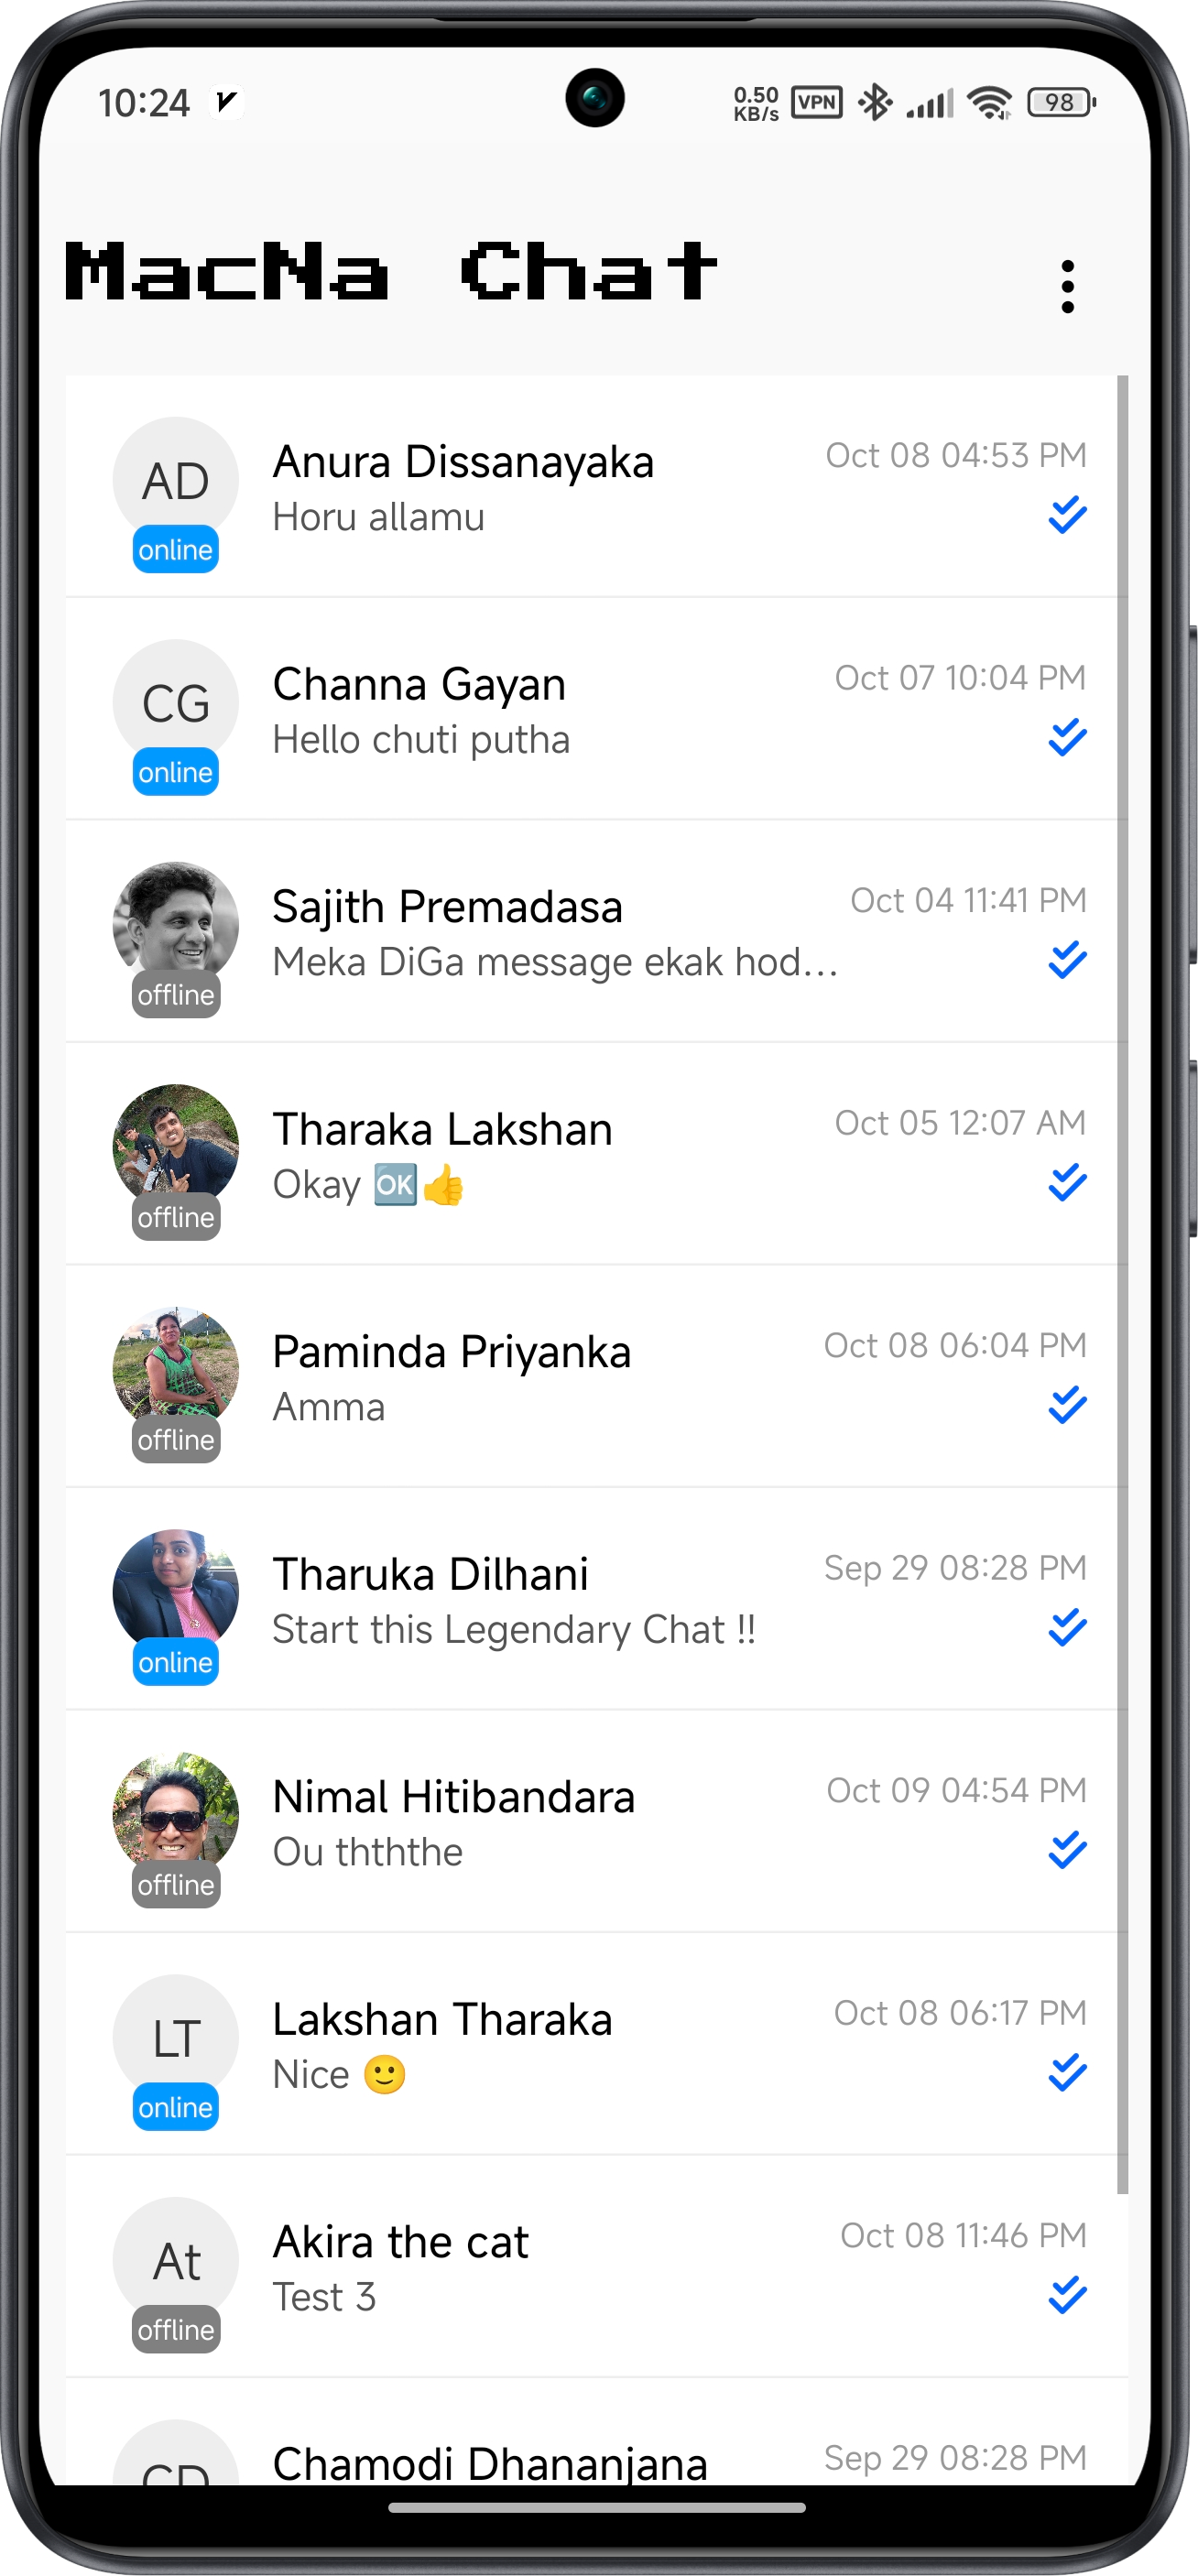 10:24
0.50
KB/s
VPN
98
MacNa Chat
AD
online
Anura Dissanayaka
Horu allamu
Oct 08 04:53 PM
CG
online
Channa Gayan
Hello chuti putha
Oct 07 10:04 PM
offline
Sajith Premadasa
Meka DiGa message ekak hod...
Oct 04 11:41 PM
offline
Tharaka Lakshan
Okay 🆗👍
Oct 05 12:07 AM
offline
Paminda Priyanka
Amma
Oct 08 06:04 PM
online
Tharuka Dilhani
Start this Legendary Chat !!
Sep 29 08:28 PM
offline
Nimal Hitibandara
Ou thththe
Oct 09 04:54 PM
LT
online
Lakshan Tharaka
Nice 🙂
Oct 08 06:17 PM
At
offline
Akira the cat
Test 3
Oct 08 11:46 PM
CD
Chamodi Dhananjana
Sep 29 08:28 PM